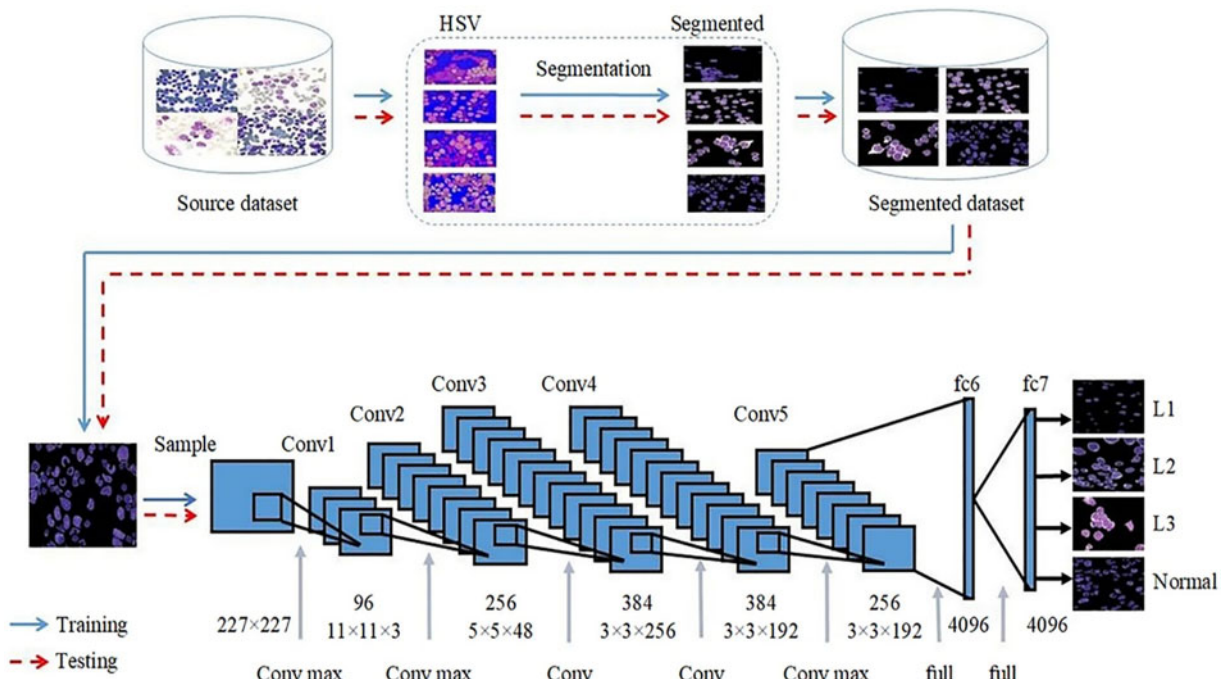 HSV
Segmented
Segmentation
Source dataset
Segmented dataset
Sample
Conv1
Conv2
Conv3
Conv4
Conv5
fc6
fc7
L1
L2
L3
Normal
227×227
96
11×11×3
256
5×5×48
384
3×3×256
384
3×3×192
256
3×3×192
4096
4096
Training
Testing
Conv max
Conv max
Conv
Conv
Conv max
full
full